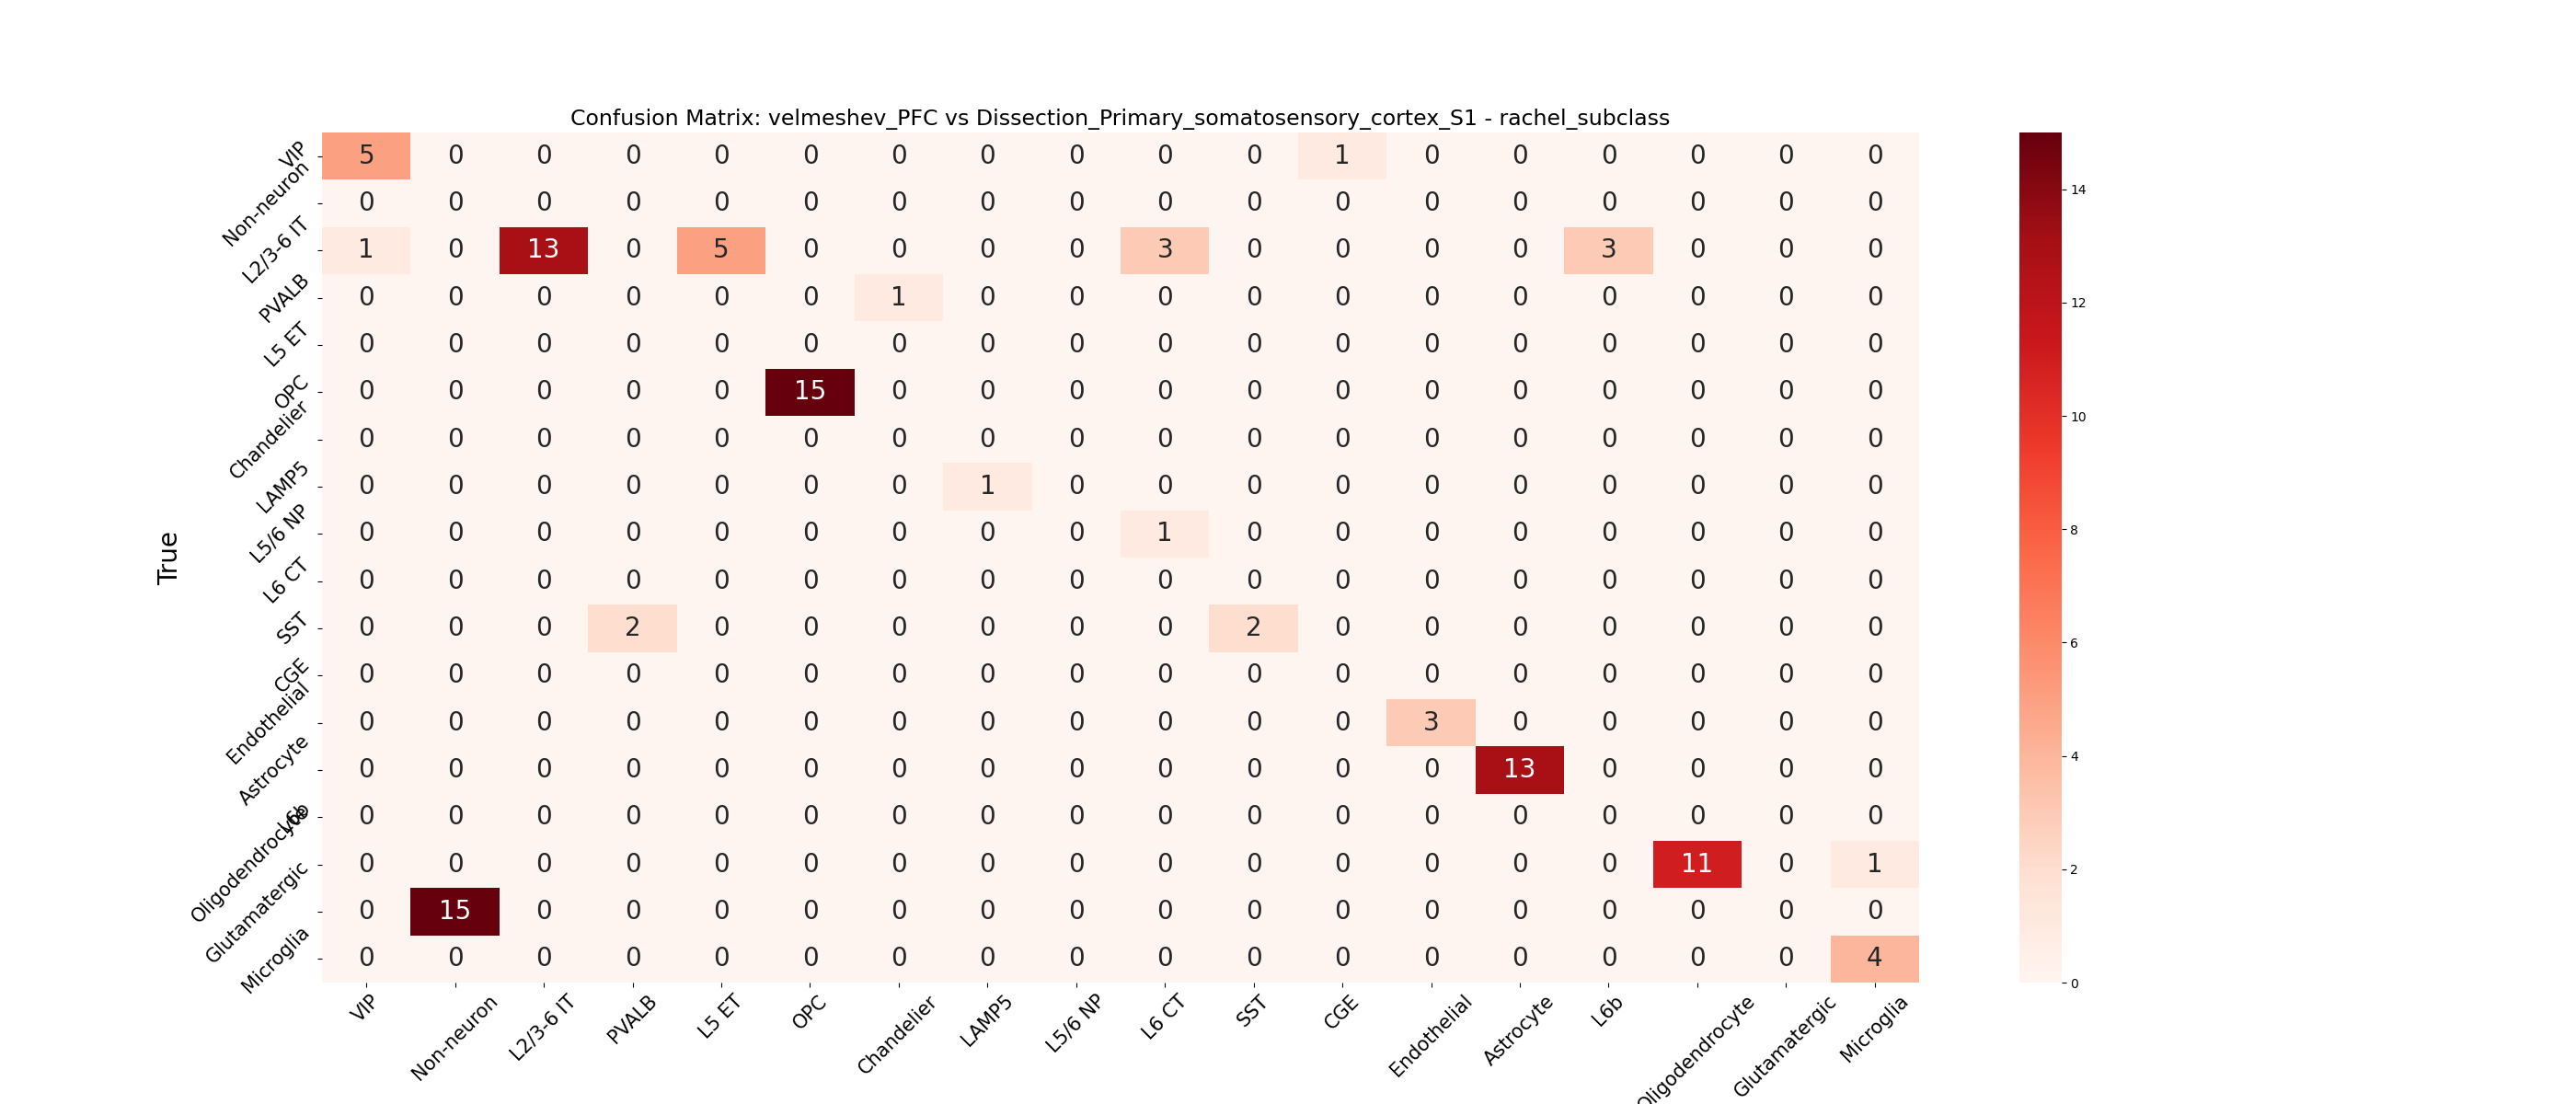 Confusion Matrix: velmeshev_PFC vs Dissection_Primary_somatosensory_cortex_S1 - rachel_subclass
True
VIP 5 0 0 0 0 0 0 0 0 0 0 1 0 0 0 0 0 0
Non-neuron 0 0 0 0 0 0 0 0 0 0 0 0 0 0 0 0 0 0
L2/3-6 IT 1 0 13 0 5 0 0 0 0 3 0 0 0 0 3 0 0 0
PVALB 0 0 0 0 0 0 1 0 0 0 0 0 0 0 0 0 0 0
L5 ET 0 0 0 0 0 0 0 0 0 0 0 0 0 0 0 0 0 0
OPC 0 0 0 0 0 15 0 0 0 0 0 0 0 0 0 0 0 0
Chandelier 0 0 0 0 0 0 0 0 0 0 0 0 0 0 0 0 0 0
LAMP5 0 0 0 0 0 0 0 1 0 0 0 0 0 0 0 0 0 0
L5/6 NP 0 0 0 0 0 0 0 0 0 1 0 0 0 0 0 0 0 0
L6 CT 0 0 0 0 0 0 0 0 0 0 0 0 0 0 0 0 0 0
SST 0 0 0 2 0 0 0 0 0 0 2 0 0 0 0 0 0 0
CGE 0 0 0 0 0 0 0 0 0 0 0 0 0 0 0 0 0 0
Endothelial 0 0 0 0 0 0 0 0 0 0 0 0 3 0 0 0 0 0
Astrocyte 0 0 0 0 0 0 0 0 0 0 0 0 0 13 0 0 0 0
L6b 0 0 0 0 0 0 0 0 0 0 0 0 0 0 0 0 0 0
Oligodendrocyte 0 0 0 0 0 0 0 0 0 0 0 0 0 0 0 11 0 1
Glutamatergic 0 15 0 0 0 0 0 0 0 0 0 0 0 0 0 0 0 0
Microglia 0 0 0 0 0 0 0 0 0 0 0 0 0 0 0 0 0 4
VIP Non-neuron L2/3-6 IT PVALB L5 ET OPC Chandelier LAMP5 L5/6 NP L6 CT SST CGE Endothelial Astrocyte L6b Oligodendrocyte Glutamatergic Microglia
14
12
10
8
6
4
2
0